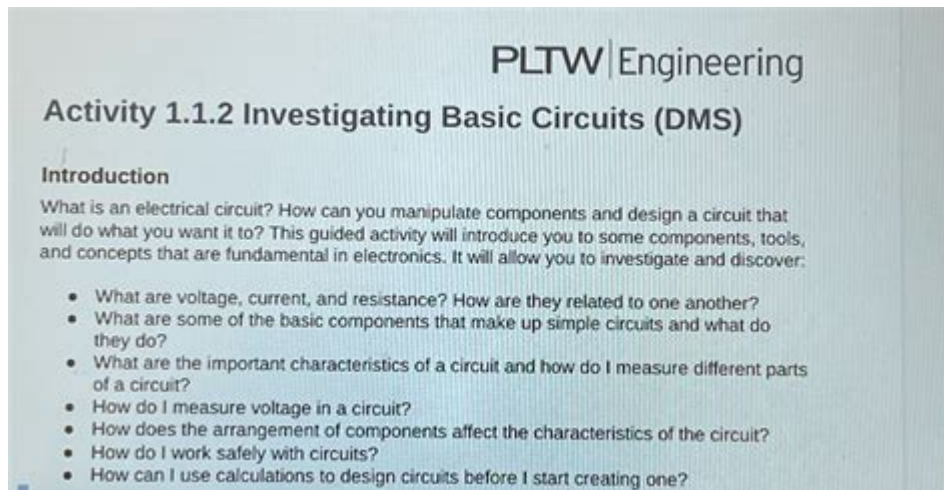 PLTW Engineering
Activity 1.1.2 Investigating Basic Circuits (DMS)
Introduction
What is an electrical circuit? How can you manipulate components and design a circuit that
will do what you want it to? This guided activity will introduce you to some components, tools,
and concepts that are fundamental in electronics. It will allow you to investigate and discover:
• What are voltage, current, and resistance? How are they related to one another?
• What are some of the basic components that make up simple circuits and what do
they do?
• What are the important characteristics of a circuit and how do I measure different parts
of a circuit?
• How do I measure voltage in a circuit?
• How does the arrangement of components affect the characteristics of the circuit?
• How do I work safely with circuits?
• How can I use calculations to design circuits before I start creating one?